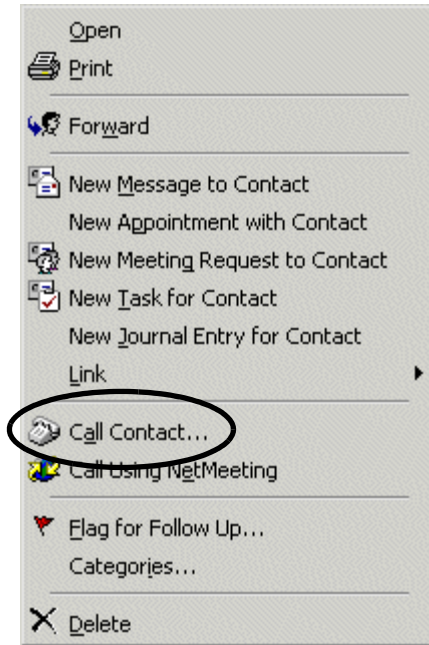 Open
Print
Forward
New Message to Contact
New Appointment with Contact
New Meeting Request to Contact
New Task for Contact
New Journal Entry for Contact
Link
Call Contact...
Call Using NetMeeting
Flag for Follow Up...
Categories...
Delete